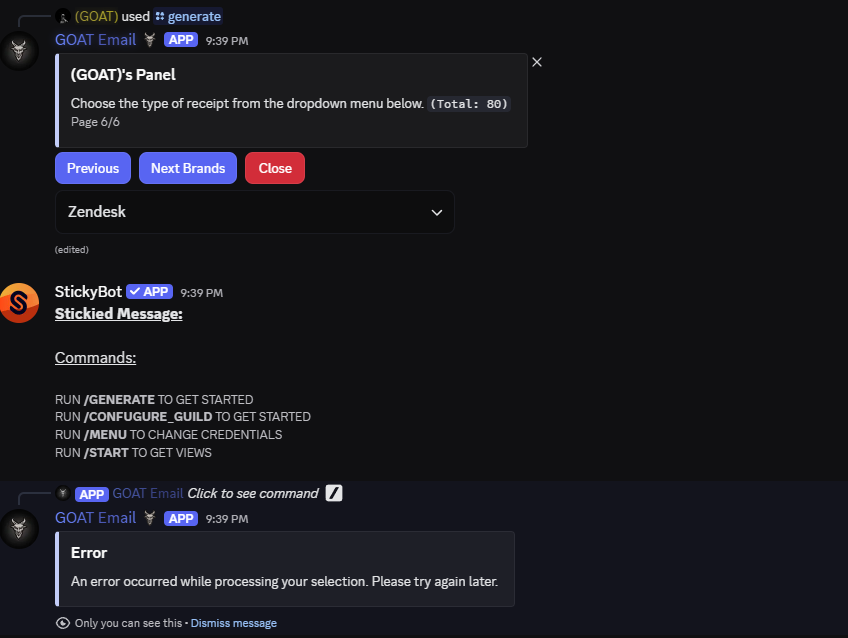 (GOAT) used generate
GOAT Email APP 9:39 PM
(GOAT)'s Panel
Choose the type of receipt from the dropdown menu below. (Total: 80)
Page 6/6
Previous Next Brands Close
Zendesk
(edited)
StickyBot APP 9:39 PM
Stickied Message:
Commands:
RUN /GENERATE TO GET STARTED
RUN /CONFUGURE_GUILD TO GET STARTED
RUN /MENU TO CHANGE CREDENTIALS
RUN /START TO GET VIEWS
APP GOAT Email Click to see command
GOAT Email APP 9:39 PM
Error
An error occurred while processing your selection. Please try again later.
Only you can see this • Dismiss message